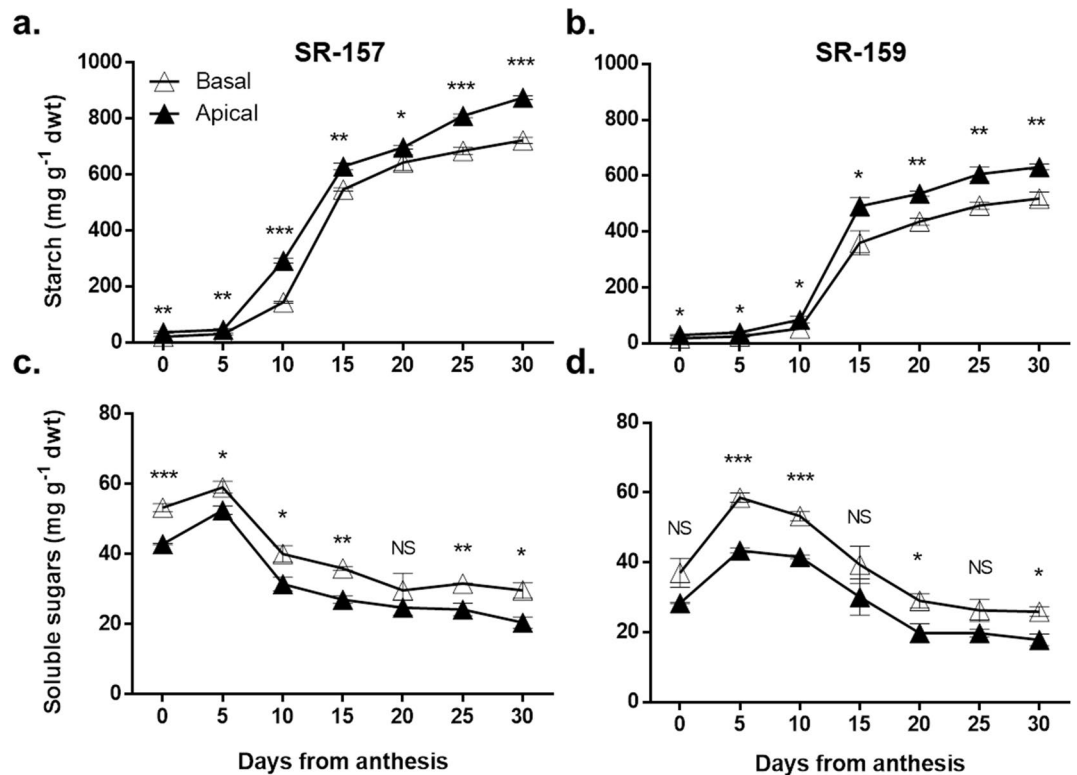 a.
SR-157
Basal
Apical
Starch (mg g⁻¹ dwt)
1000
800
600
400
200
0
** ** *** ** * *** ***
0 5 10 15 20 25 30
b.
SR-159
1000
800
600
400
200
0
* * * * ** ** **
0 5 10 15 20 25 30
c.
Soluble sugars (mg g⁻¹ dwt)
80
60
40
20
0
*** * * ** NS ** *
0 5 10 15 20 25 30
Days from anthesis
d.
80
60
40
20
0
NS *** *** NS * NS *
0 5 10 15 20 25 30
Days from anthesis